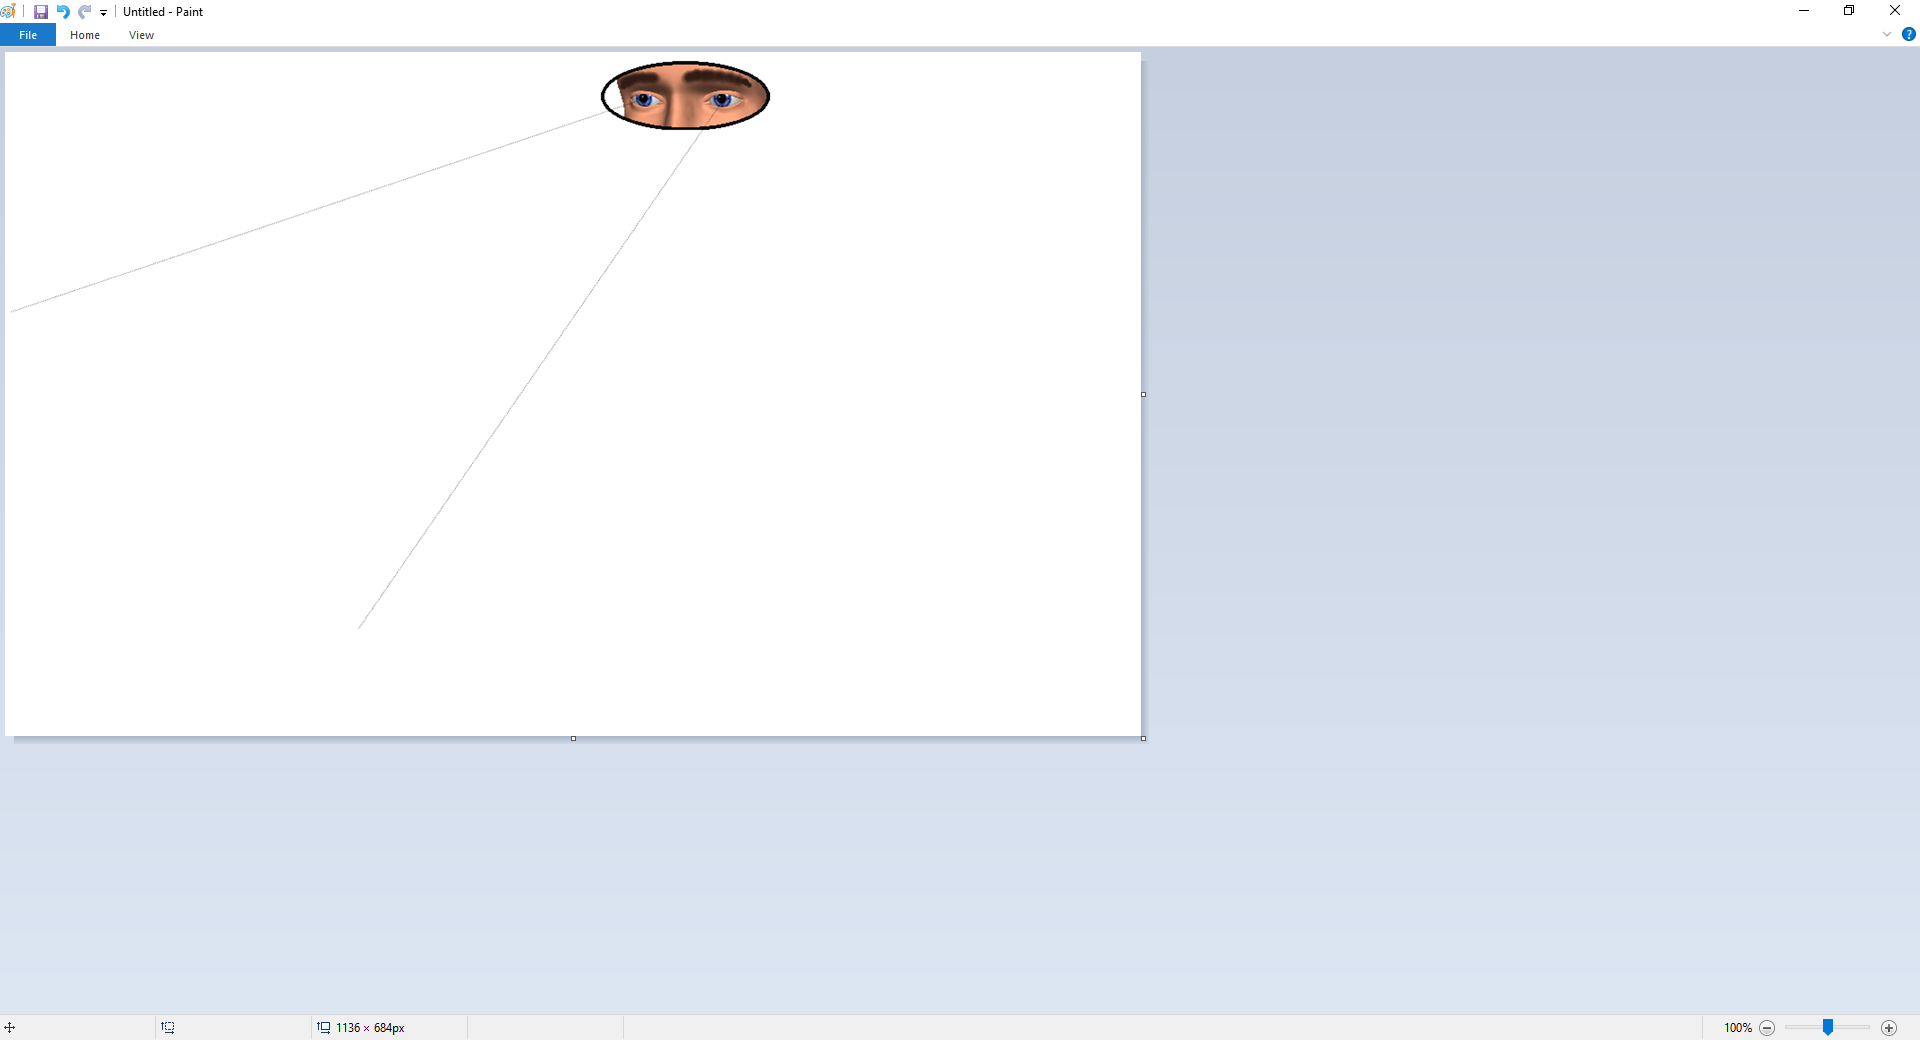 Untitled - Paint
File Home View
1136 × 684px 100%